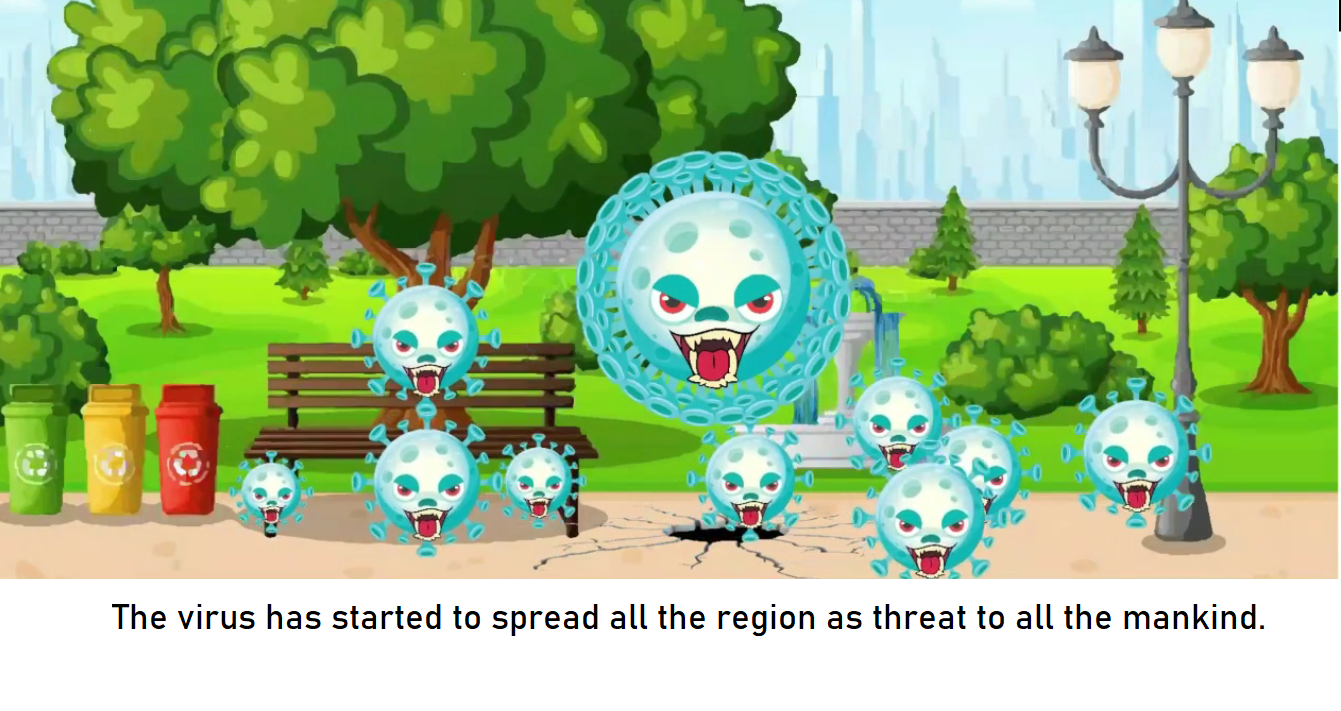 The virus has started to spread all the region as threat to all the mankind.